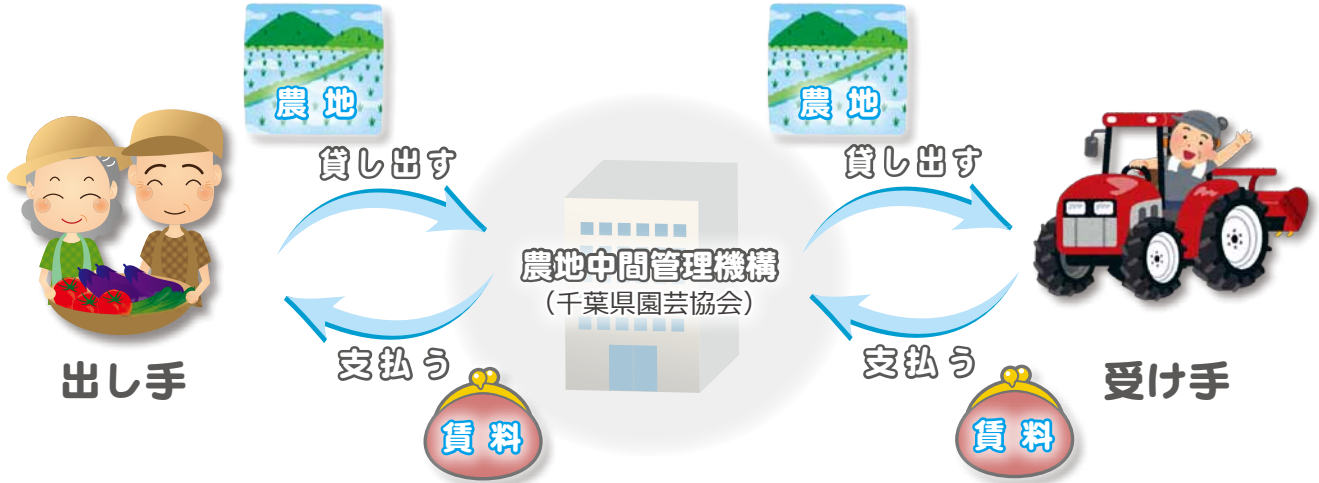 農地
貸し出す
農地
貸し出す
農地中間管理機構
（千葉県園芸協会）
出し手
支払う
賃料
受け手
支払う
賃料